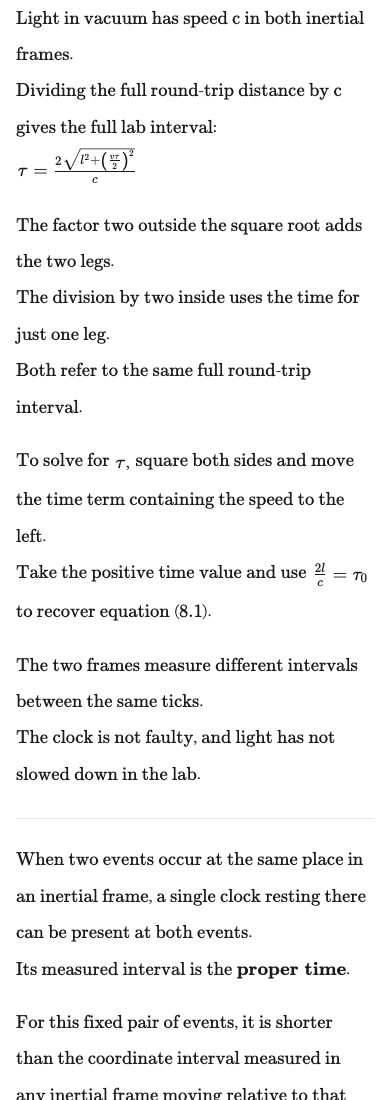 Light in vacuum has speed c in both inertial
frames.
Dividing the full round-trip distance by c
gives the full lab interval:
τ = 2√(l²+(vτ/2)²)/c
The factor two outside the square root adds
the two legs.
The division by two inside uses the time for
just one leg.
Both refer to the same full round-trip
interval.
To solve for τ, square both sides and move
the time term containing the speed to the
left.
Take the positive time value and use 2l/c = τ₀
to recover equation (8.1).
The two frames measure different intervals
between the same ticks.
The clock is not faulty, and light has not
slowed down in the lab.
When two events occur at the same place in
an inertial frame, a single clock resting there
can be present at both events.
Its measured interval is the proper time.
For this fixed pair of events, it is shorter
than the coordinate interval measured in
any inertial frame moving relative to that